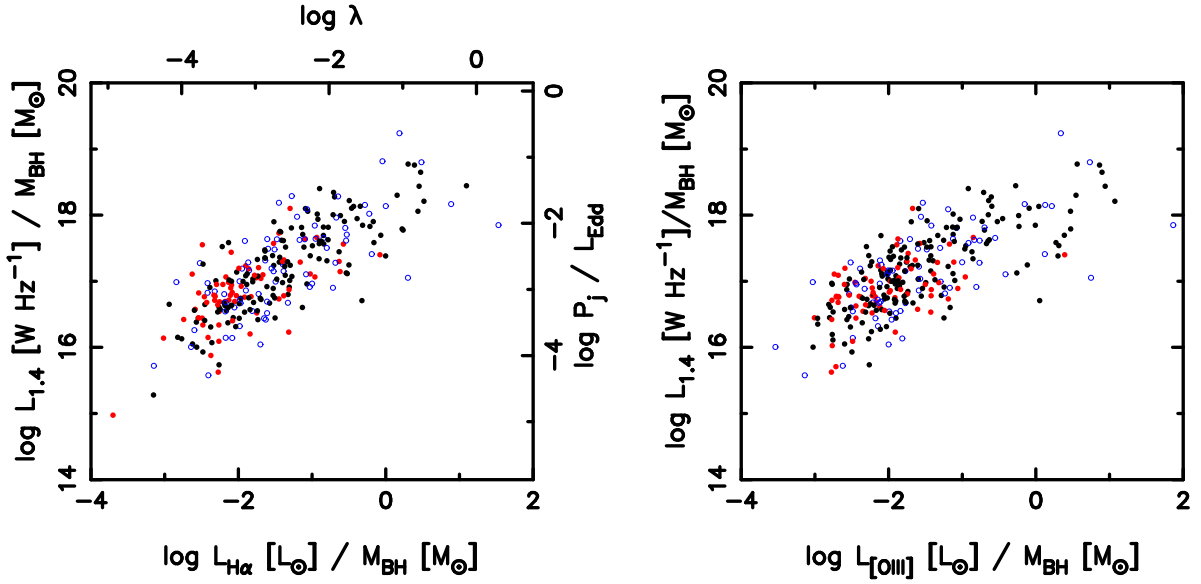 log λ
−4 −2 0
20
18
16
14
log L1.4 [W Hz−1] / MBH [M⊙]
0
−2
−4
log Pj / LEdd
−4 −2 0 2
log LHα [L⊙] / MBH [M⊙]
20
18
16
14
log L1.4 [W Hz−1]/MBH [M⊙]
−4 −2 0 2
log L[OIII] [L⊙] / MBH [M⊙]